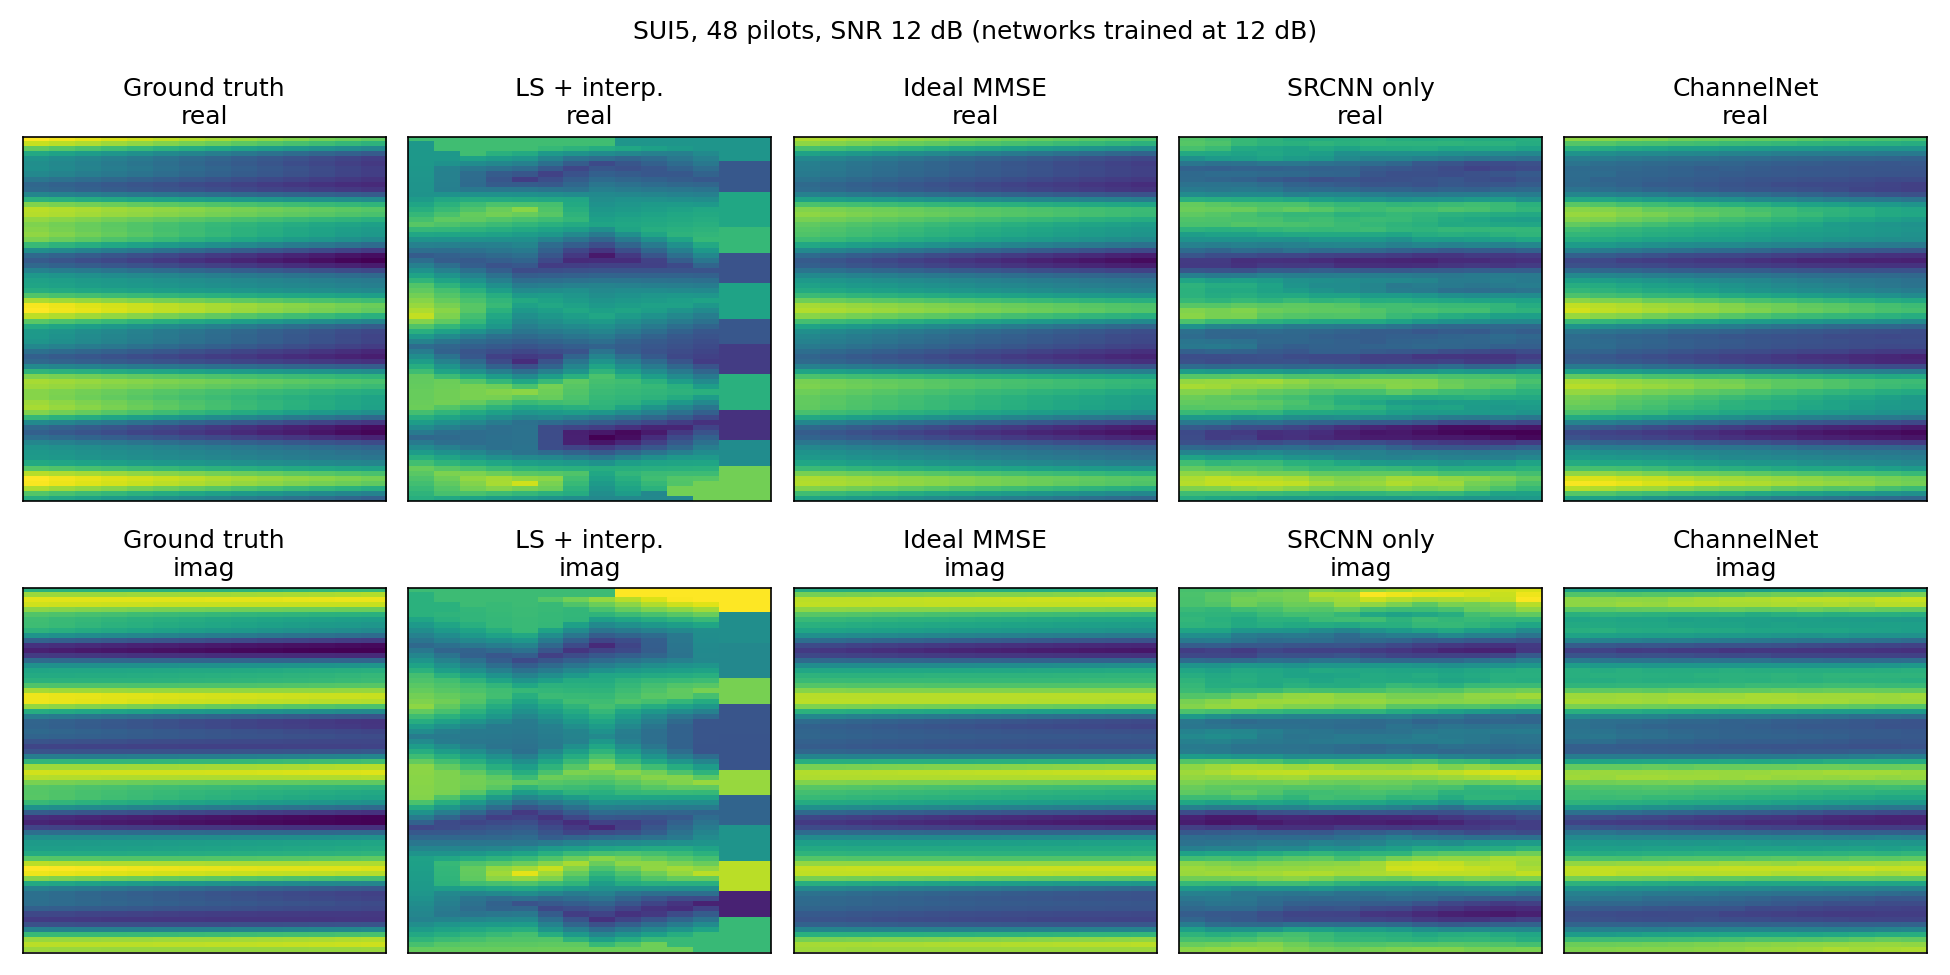 SUI5, 48 pilots, SNR 12 dB (networks trained at 12 dB)
Ground truth
real
LS + interp.
real
Ideal MMSE
real
SRCNN only
real
ChannelNet
real
Ground truth
imag
LS + interp.
imag
Ideal MMSE
imag
SRCNN only
imag
ChannelNet
imag